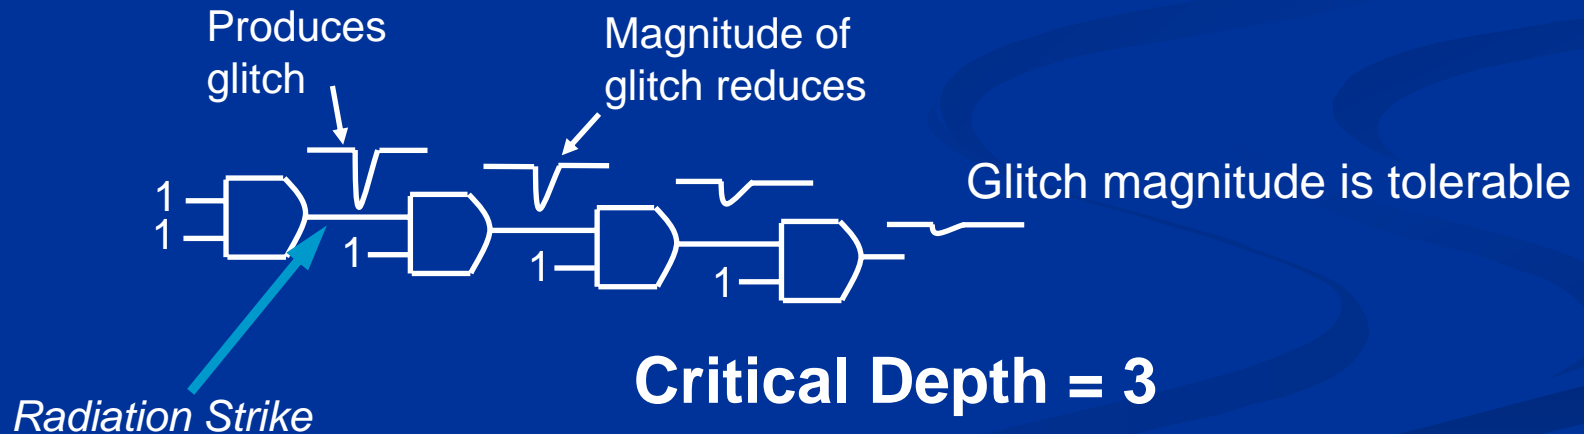 Produces
glitch
Magnitude of
glitch reduces
Glitch magnitude is tolerable
1
1
1
1
1
Critical Depth = 3
Radiation Strike